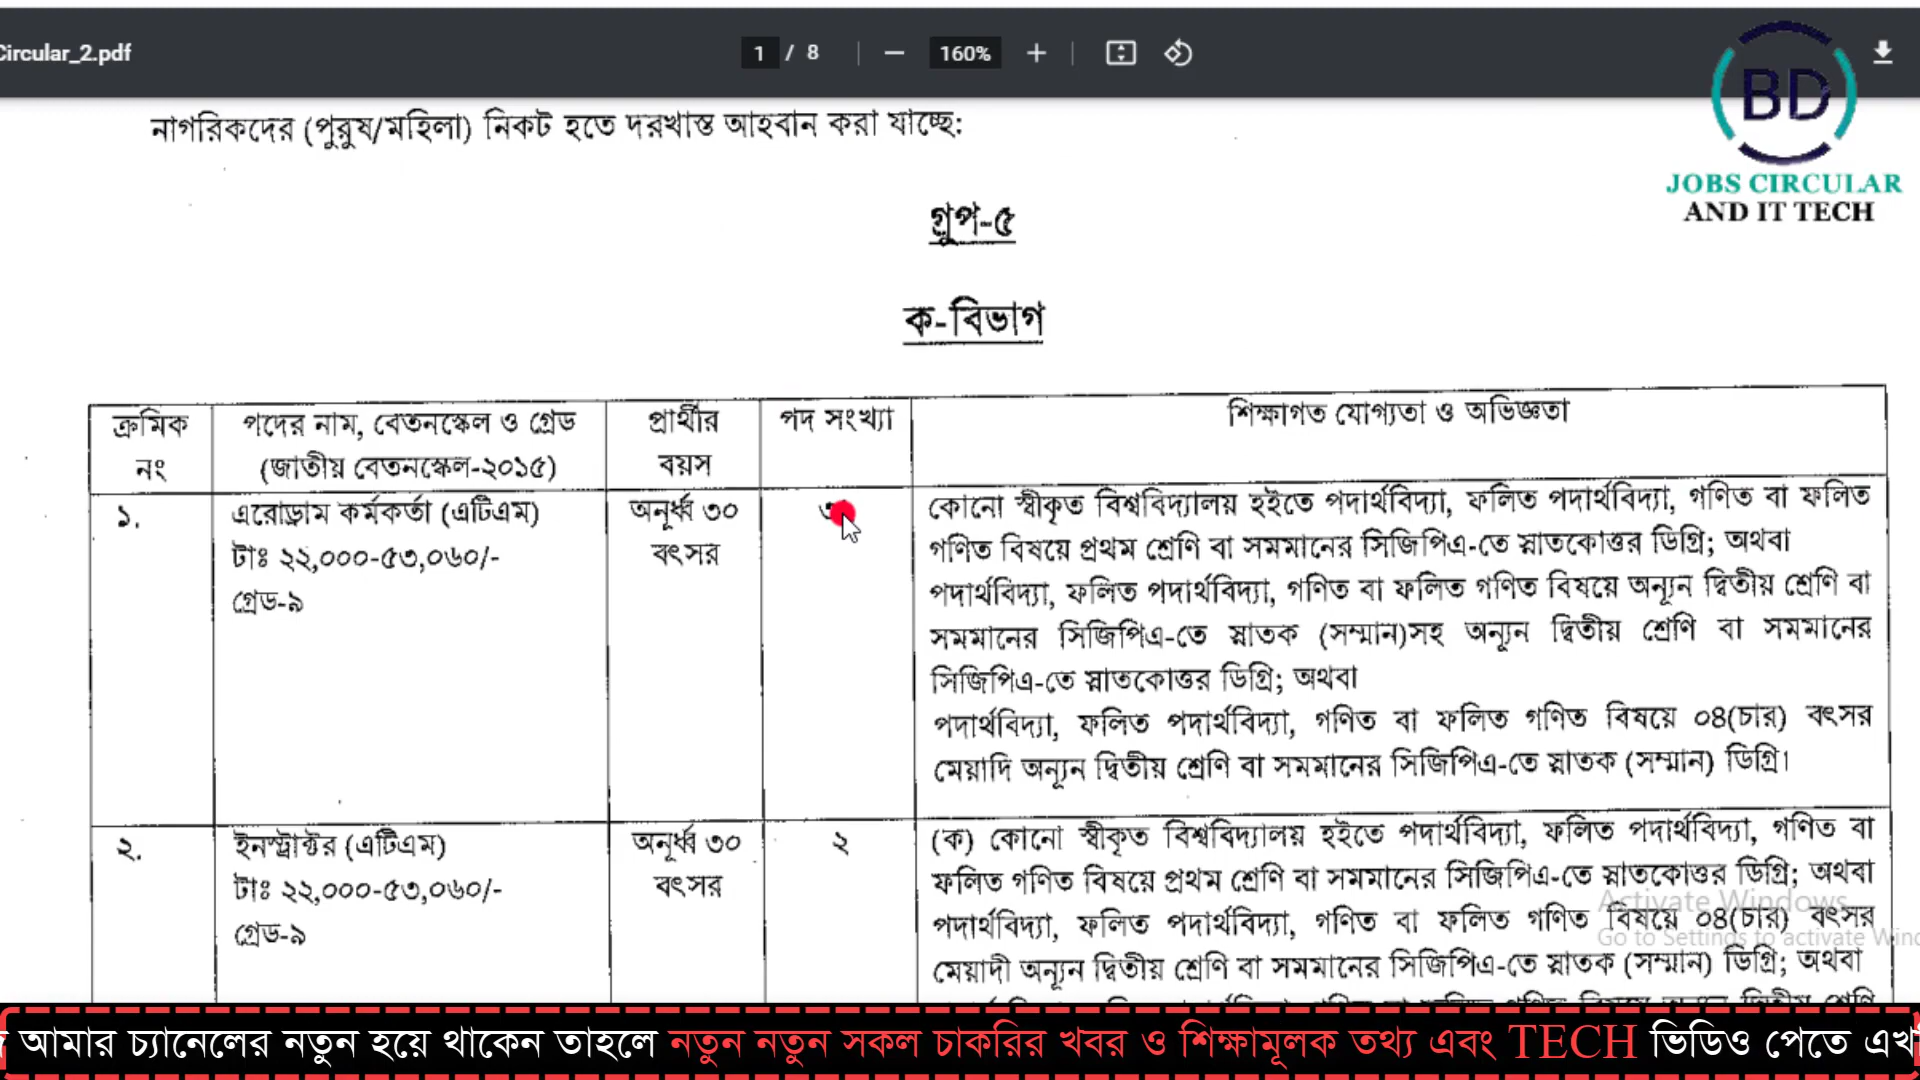 Circular_2.pdf
1 / 8
160%
BD
JOBS CIRCULAR
AND IT TECH
নাগরিকদের (পুরুষ/মহিলা) নিকট হতে দরখাস্ত আহবান করা যাচ্ছে:
গ্রুপ-৫
ক-বিভাগ
ক্রমিক নং
পদের নাম, বেতনস্কেল ও গ্রেড
(জাতীয় বেতনস্কেল-২০১৫)
প্রার্থীর বয়স
পদ সংখ্যা
শিক্ষাগত যোগ্যতা ও অভিজ্ঞতা
১.
এরোড্রাম কর্মকর্তা (এটিএম)
টাঃ ২২,০০০-৫৩,০৬০/-
গ্রেড-৯
অনূর্ধ্ব ৩০
বৎসর
কোনো স্বীকৃত বিশ্ববিদ্যালয় হইতে পদার্থবিদ্যা, ফলিত পদার্থবিদ্যা, গণিত বা ফলিত
গণিত বিষয়ে প্রথম শ্রেণি বা সমমানের সিজিপিএ-তে স্নাতকোত্তর ডিগ্রি; অথবা
পদার্থবিদ্যা, ফলিত পদার্থবিদ্যা, গণিত বা ফলিত গণিত বিষয়ে অন্যূন দ্বিতীয় শ্রেণি বা
সমমানের সিজিপিএ-তে স্নাতক (সম্মান)সহ অন্যূন দ্বিতীয় শ্রেণি বা সমমানের
সিজিপিএ-তে স্নাতকোত্তর ডিগ্রি; অথবা
পদার্থবিদ্যা, ফলিত পদার্থবিদ্যা, গণিত বা ফলিত গণিত বিষয়ে ০৪(চার) বৎসর
মেয়াদি অন্যূন দ্বিতীয় শ্রেণি বা সমমানের সিজিপিএ-তে স্নাতক (সম্মান) ডিগ্রি।
২.
ইনস্ট্রাক্টর (এটিএম)
টাঃ ২২,০০০-৫৩,০৬০/-
গ্রেড-৯
অনূর্ধ্ব ৩০
বৎসর
২
(ক) কোনো স্বীকৃত বিশ্ববিদ্যালয় হইতে পদার্থবিদ্যা, ফলিত পদার্থবিদ্যা, গণিত বা
ফলিত গণিত বিষয়ে প্রথম শ্রেণি বা সমমানের সিজিপিএ-তে স্নাতকোত্তর ডিগ্রি; অথবা
পদার্থবিদ্যা, ফলিত পদার্থবিদ্যা, গণিত বা ফলিত গণিত বিষয়ে ০৪(চার) বৎসর
মেয়াদী অন্যূন দ্বিতীয় শ্রেণি বা সমমানের সিজিপিএ-তে স্নাতক (সম্মান) ডিগ্রি; অথবা
Activate Windows
Go to Settings to activate Win
আমার চ্যানেলের নতুন হয়ে থাকেন তাহলে নতুন নতুন সকল চাকরির খবর ও শিক্ষামূলক তথ্য এবং TECH ভিডিও পেতে